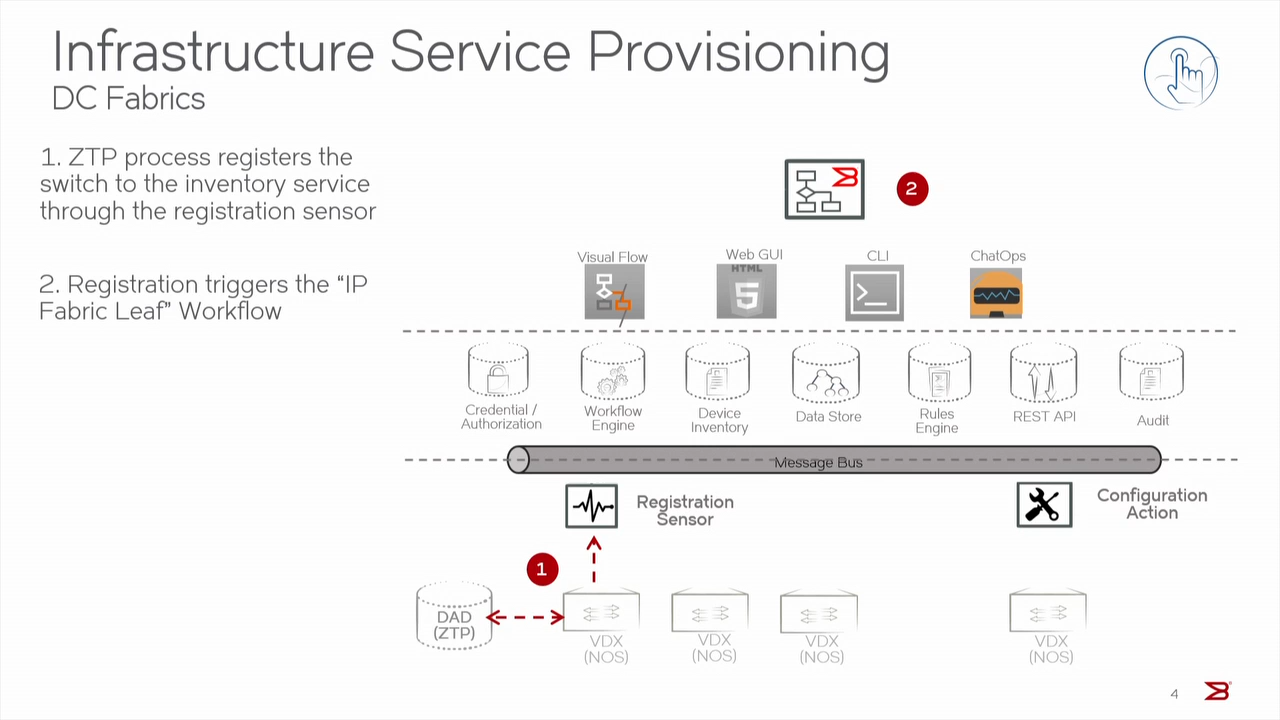 Infrastructure Service Provisioning
DC Fabrics
1. ZTP process registers the
switch to the inventory service
through the registration sensor
2. Registration triggers the “IP
Fabric Leaf” Workflow
2
Visual Flow
Web GUI
CLI
ChatOps
HTML
5
Credential /
Authorization
Workflow
Engine
Device
Inventory
Data Store
Rules
Engine
REST API
Audit
Message Bus
Registration
Sensor
Configuration
Action
1
DAD
(ZTP)
VDX
(NOS)
VDX
(NOS)
VDX
(NOS)
VDX
(NOS)
4